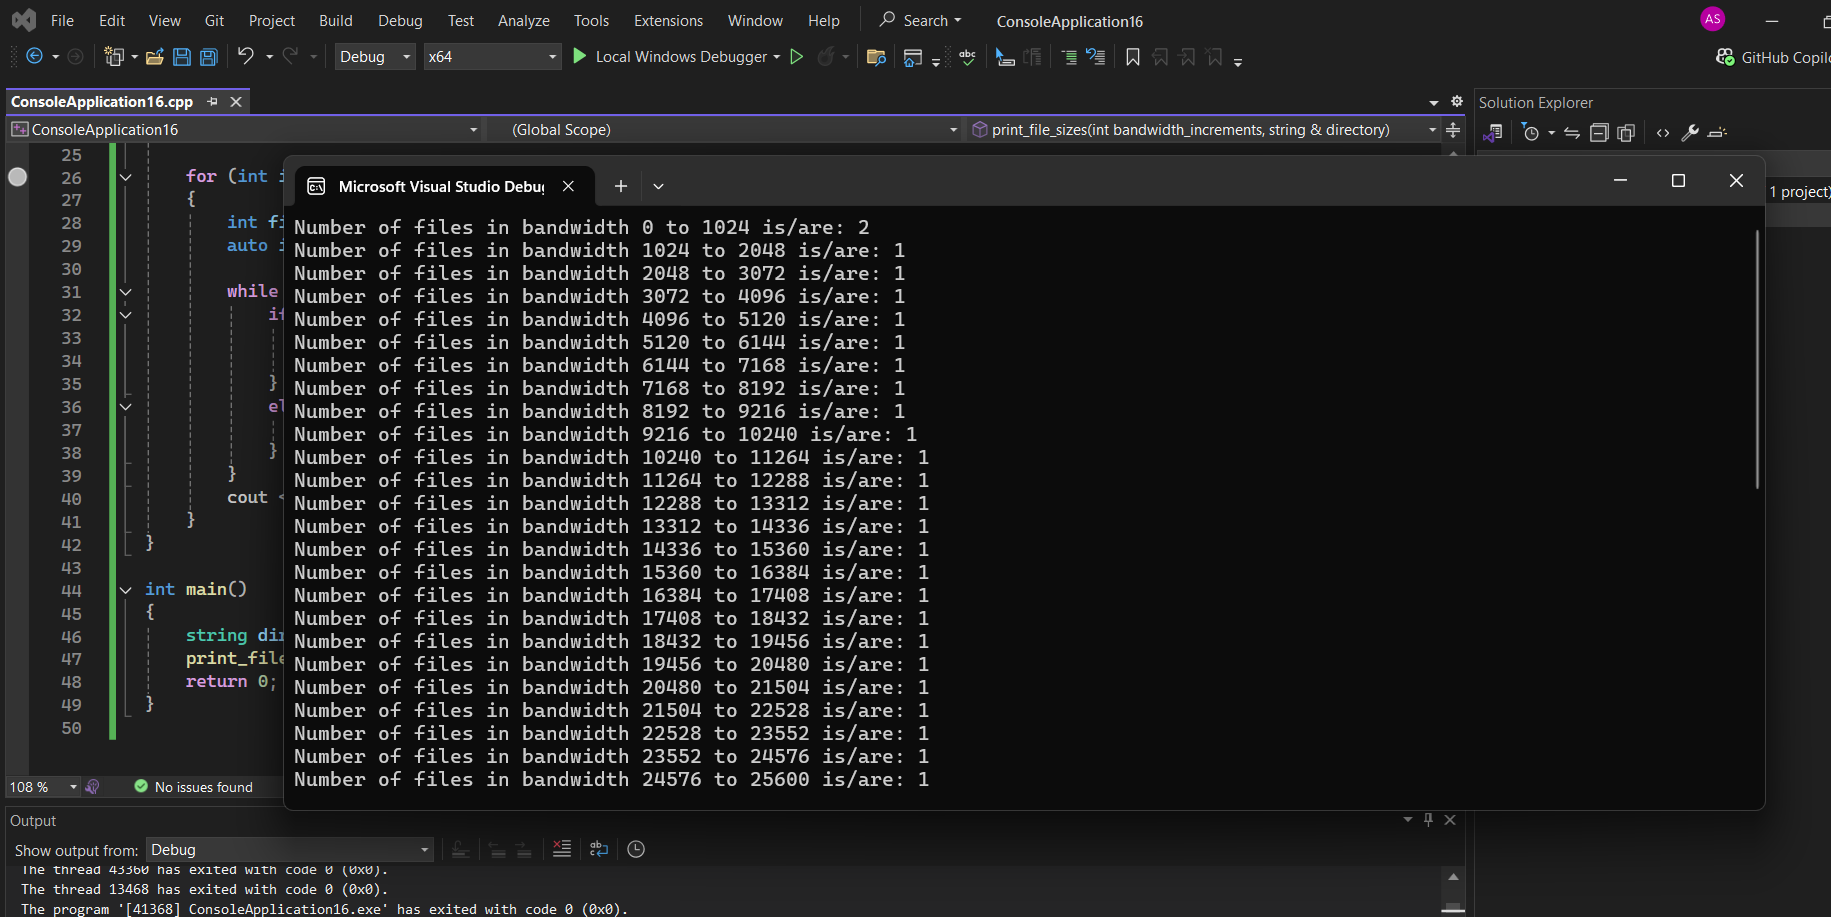 File Edit View Git Project Build Debug Test Analyze Tools Extensions Window Help Search ConsoleApplication16 AS
Debug x64 Local Windows Debugger abc GitHub Copilo
ConsoleApplication16.cpp
Solution Explorer
ConsoleApplication16 (Global Scope) print_file_sizes(int bandwidth_increments, string & directory)
1 project)
Microsoft Visual Studio Debu
25
26 for (int i
27 {
28 int fi
29 auto i
30
31 while
32 if
33
34
35 }
36 el
37
38 }
39 }
40 cout <
41 }
42 }
43
44 int main()
45 {
46 string dir
47 print_file
48 return 0;
49 }
50
Number of files in bandwidth 0 to 1024 is/are: 2
Number of files in bandwidth 1024 to 2048 is/are: 1
Number of files in bandwidth 2048 to 3072 is/are: 1
Number of files in bandwidth 3072 to 4096 is/are: 1
Number of files in bandwidth 4096 to 5120 is/are: 1
Number of files in bandwidth 5120 to 6144 is/are: 1
Number of files in bandwidth 6144 to 7168 is/are: 1
Number of files in bandwidth 7168 to 8192 is/are: 1
Number of files in bandwidth 8192 to 9216 is/are: 1
Number of files in bandwidth 9216 to 10240 is/are: 1
Number of files in bandwidth 10240 to 11264 is/are: 1
Number of files in bandwidth 11264 to 12288 is/are: 1
Number of files in bandwidth 12288 to 13312 is/are: 1
Number of files in bandwidth 13312 to 14336 is/are: 1
Number of files in bandwidth 14336 to 15360 is/are: 1
Number of files in bandwidth 15360 to 16384 is/are: 1
Number of files in bandwidth 16384 to 17408 is/are: 1
Number of files in bandwidth 17408 to 18432 is/are: 1
Number of files in bandwidth 18432 to 19456 is/are: 1
Number of files in bandwidth 19456 to 20480 is/are: 1
Number of files in bandwidth 20480 to 21504 is/are: 1
Number of files in bandwidth 21504 to 22528 is/are: 1
Number of files in bandwidth 22528 to 23552 is/are: 1
Number of files in bandwidth 23552 to 24576 is/are: 1
Number of files in bandwidth 24576 to 25600 is/are: 1
108 % No issues found
Output
Show output from: Debug
The thread 43360 has exited with code 0 (0x0).
The thread 13468 has exited with code 0 (0x0).
The program '[41368] ConsoleApplication16.exe' has exited with code 0 (0x0).